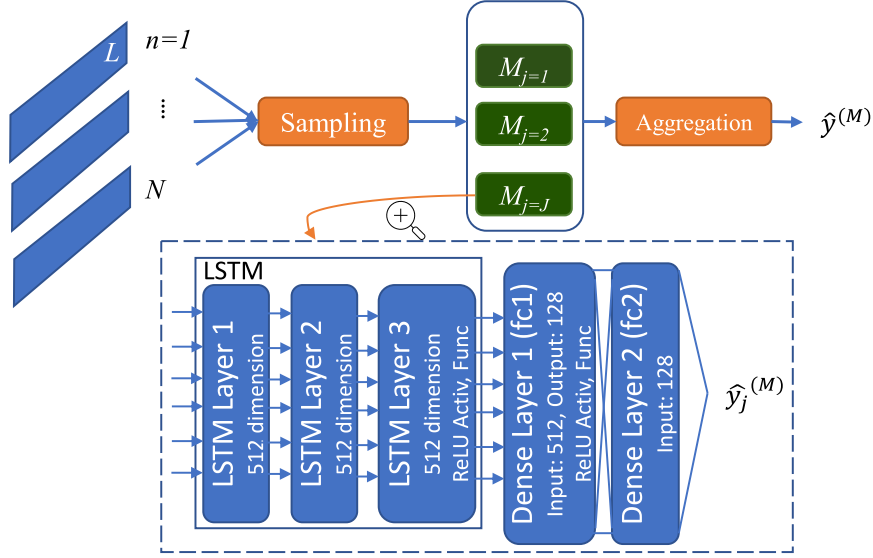 L
n=1
⁞
N
Sampling
M_{j=1}
M_{j=2}
M_{j=J}
Aggregation
ŷ^{(M)}
LSTM
LSTM Layer 1
512 dimension
LSTM Layer 2
512 dimension
LSTM Layer 3
512 dimension
ReLU Activ, Func
Dense Layer 1 (fc1)
Input: 512, Output: 128
ReLU Activ, Func
Dense Layer 2 (fc2)
Input: 128
ŷ_j^{(M)}